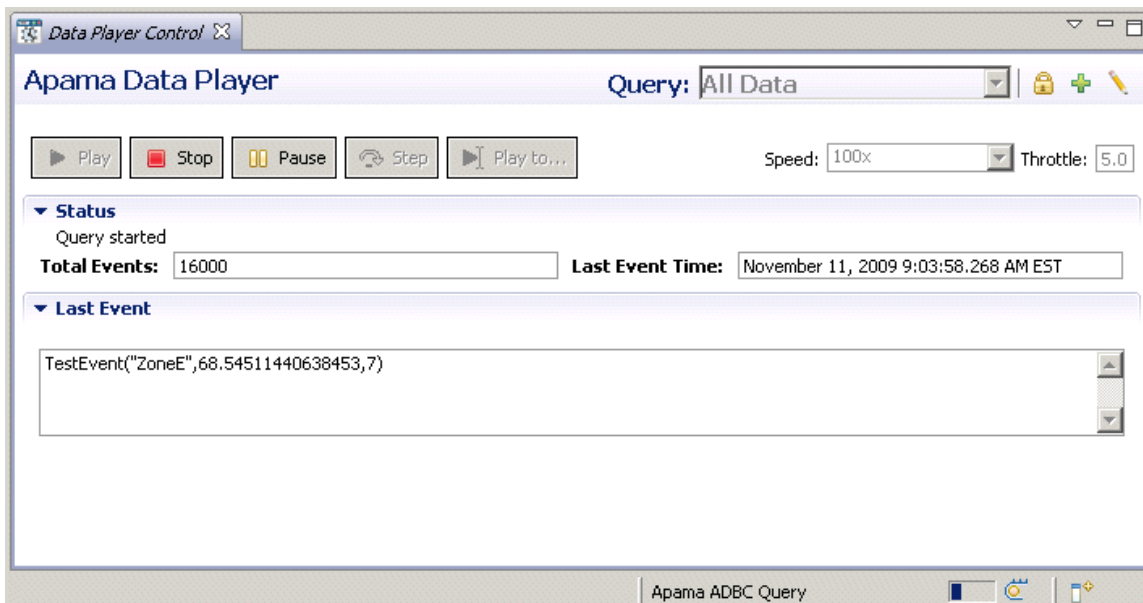 Data Player Control
Apama Data Player Query: All Data
Play Stop Pause Step Play to... Speed: 100x Throttle: 5.0
Status
Query started
Total Events: 16000 Last Event Time: November 11, 2009 9:03:58.268 AM EST
Last Event
TestEvent("ZoneE",68.54511440638453,7)
Apama ADBC Query